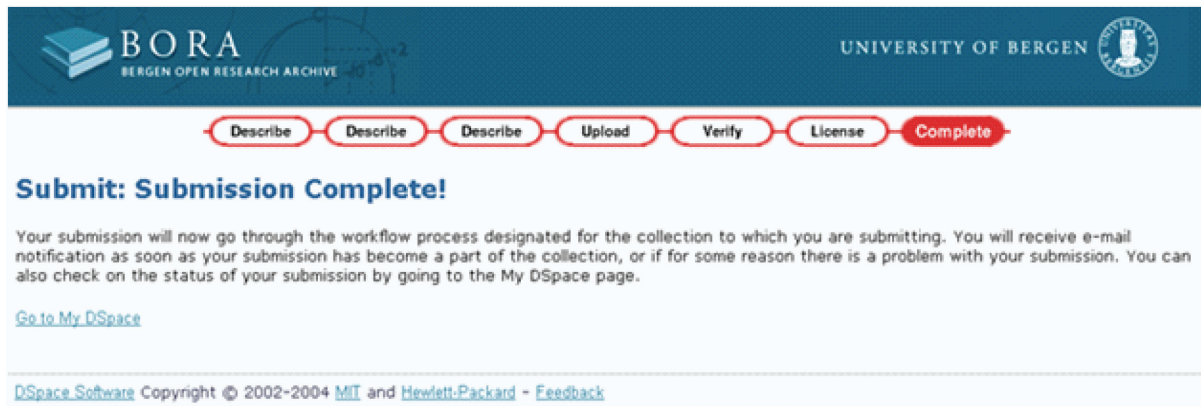 BORA
BERGEN OPEN RESEARCH ARCHIVE
UNIVERSITY OF BERGEN
Describe Describe Describe Upload Verify License Complete
Submit: Submission Complete!
Your submission will now go through the workflow process designated for the collection to which you are submitting. You will receive e-mail
notification as soon as your submission has become a part of the collection, or if for some reason there is a problem with your submission. You can
also check on the status of your submission by going to the My DSpace page.
Go to My DSpace
DSpace Software Copyright © 2002-2004 MIT and Hewlett-Packard - Feedback